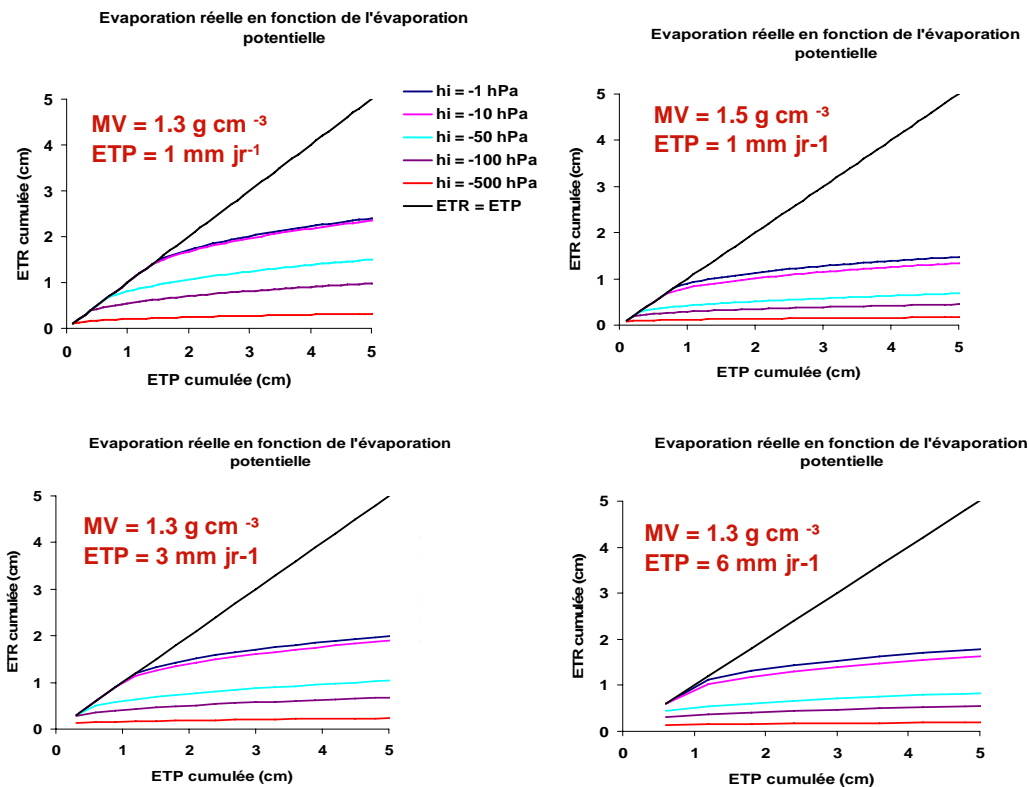 Evaporation réelle en fonction de l'évaporation
potentielle
MV = 1.3 g cm -3
ETP = 1 mm jr-1
5
4
3
2
1
0
ETR cumulée (cm)
0 1 2 3 4 5
ETP cumulée (cm)
hi = -1 hPa
hi = -10 hPa
hi = -50 hPa
hi = -100 hPa
hi = -500 hPa
ETR = ETP
Evaporation réelle en fonction de l'évaporation
potentielle
MV = 1.5 g cm -3
ETP = 1 mm jr-1
5
4
3
2
1
0
ETR cumulée (cm)
0 1 2 3 4 5
ETP cumulée (cm)
Evaporation réelle en fonction de l'évaporation
potentielle
MV = 1.3 g cm -3
ETP = 3 mm jr-1
5
4
3
2
1
0
ETR cumulée (cm)
0 1 2 3 4 5
ETP cumulée (cm)
Evaporation réelle en fonction de l'évaporation
potentielle
MV = 1.3 g cm -3
ETP = 6 mm jr-1
5
4
3
2
1
0
ETR cumulée (cm)
0 1 2 3 4 5
ETP cumulée (cm)